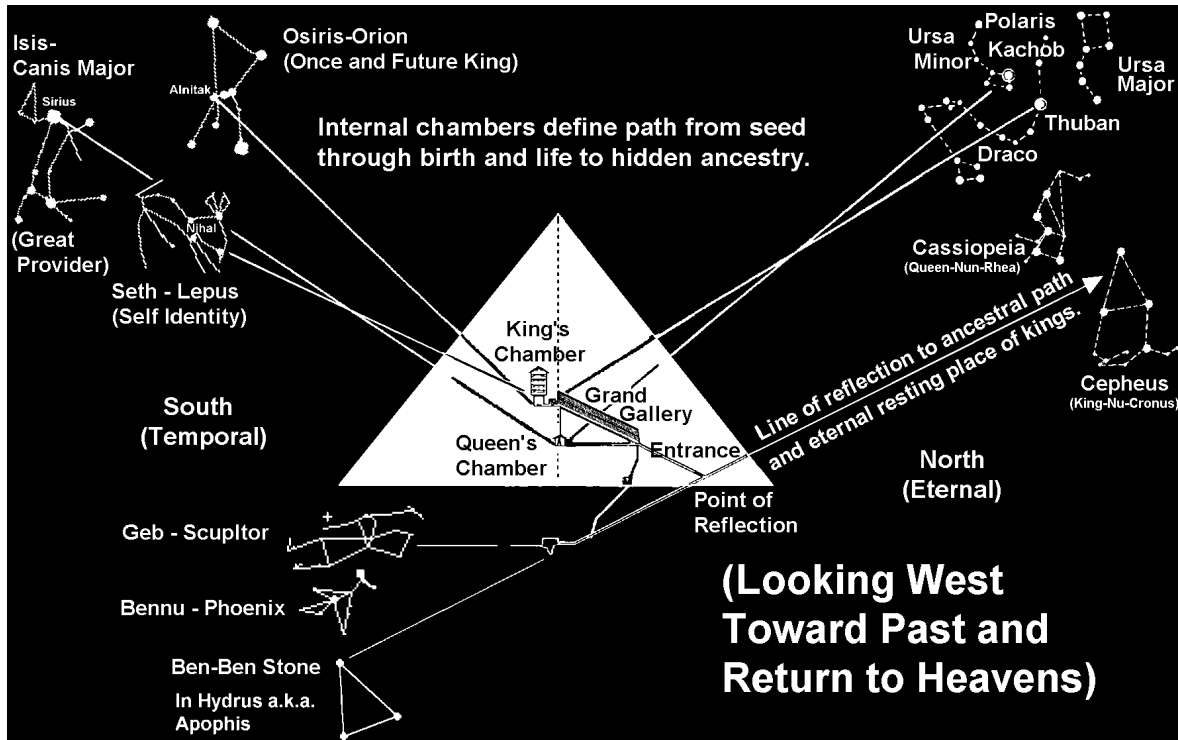 Isis-
Canis Major
Sirius
Osiris-Orion
(Once and Future King)
Alnitak
Polaris
Ursa
Minor
Kachob
Ursa
Major
Thuban
Draco
Internal chambers define path from seed
through birth and life to hidden ancestry.
(Great
Provider)
Nihal
Seth - Lepus
(Self Identity)
Cassiopeia
(Queen-Nun-Rhea)
Cepheus
(King-Nu-Cronus)
Line of reflection to ancestral path
and eternal resting place of kings.
King's
Chamber
Grand
Gallery
Queen's
Chamber
Entrance
South
(Temporal)
North
(Eternal)
Point of
Reflection
Geb - Scupltor
Bennu - Phoenix
Ben-Ben Stone
In Hydrus a.k.a.
Apophis
(Looking West
Toward Past and
Return to Heavens)